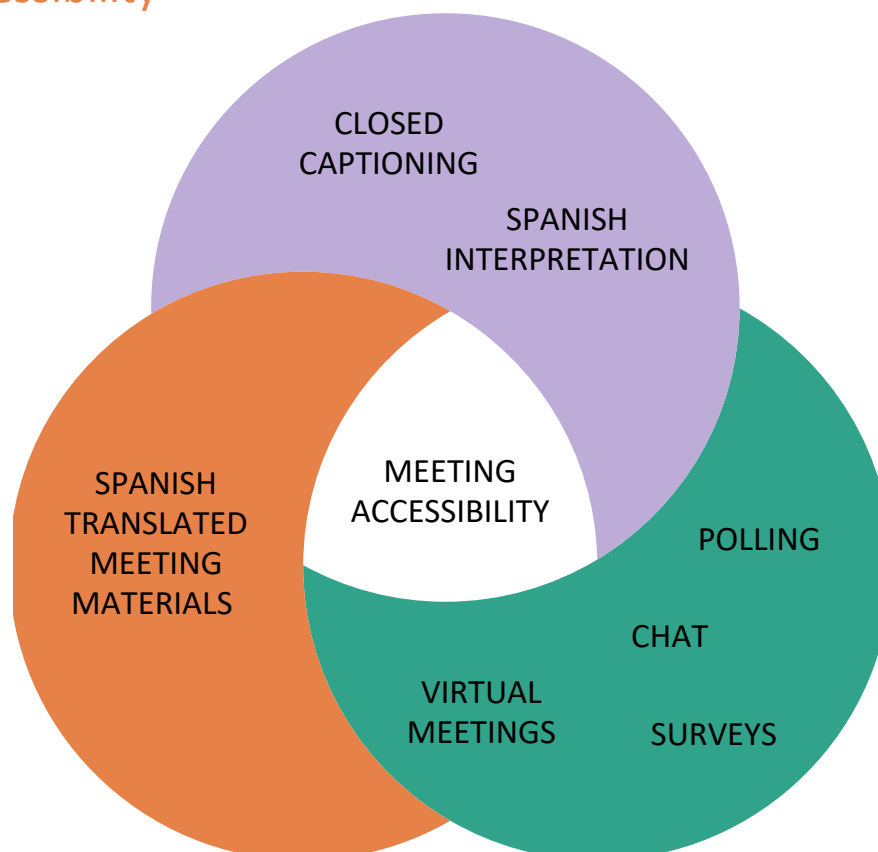 CLOSED
CAPTIONING
SPANISH
INTERPRETATION
MEETING
ACCESSIBILITY
SPANISH
TRANSLATED
MEETING
MATERIALS
POLLING
CHAT
VIRTUAL
MEETINGS
SURVEYS